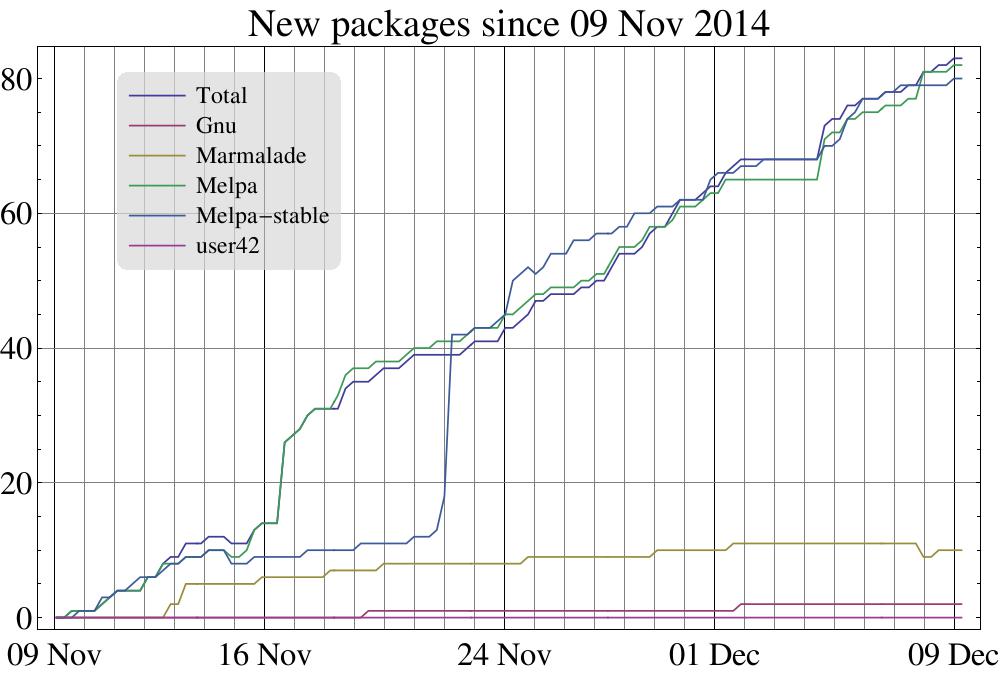 New packages since 09 Nov 2014
80
60
40
20
0
Total
Gnu
Marmalade
Melpa
Melpa−stable
user42
09 Nov 16 Nov 24 Nov 01 Dec 09 Dec